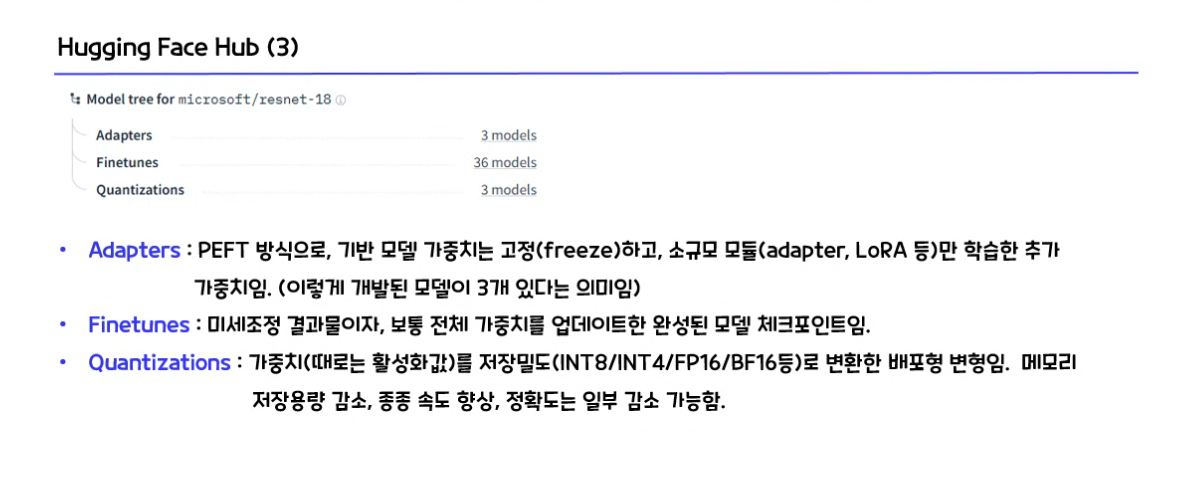 Hugging Face Hub (3)
Model tree for microsoft/resnet-18
Adapters 3 models
Finetunes 36 models
Quantizations 3 models
• Adapters : PEFT 방식으로, 기반 모델 가중치는 고정(freeze)하고, 소규모 모듈(adapter, LoRA 등)만 학습한 추가
가중치임. (이렇게 개발된 모델이 3개 있다는 의미임)
• Finetunes : 미세조정 결과물이자, 보통 전체 가중치를 업데이트한 완성된 모델 체크포인트임.
• Quantizations : 가중치(때로는 활성화값)를 저장밀도(INT8/INT4/FP16/BF16등)로 변환한 배포형 변형임. 메모리
저장용량 감소, 종종 속도 향상, 정확도는 일부 감소 가능함.